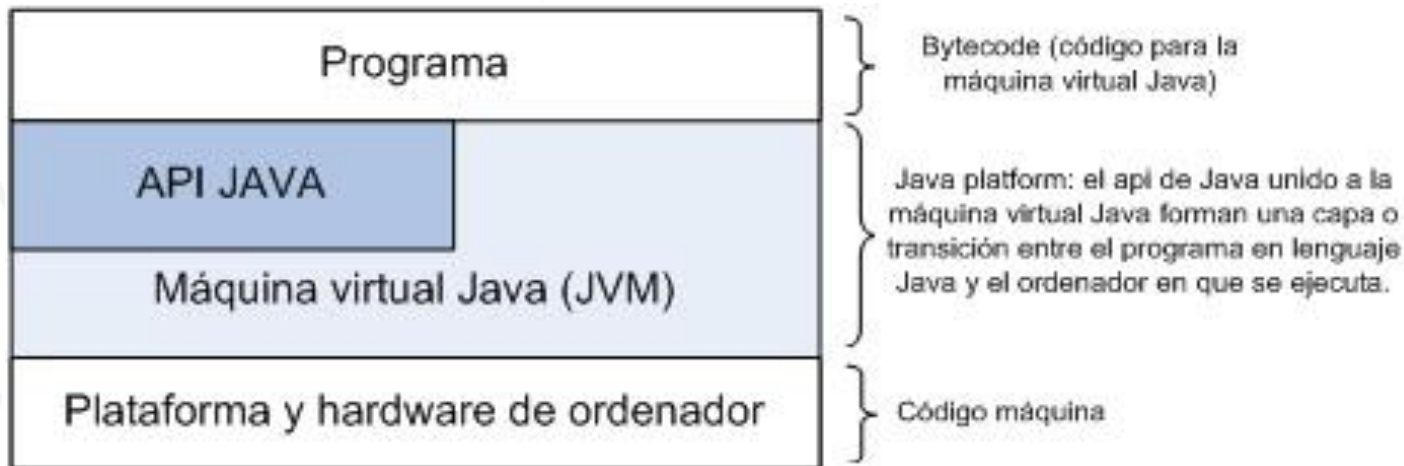 Programa
Bytecode (código para la
máquina virtual Java)
API JAVA
Máquina virtual Java (JVM)
Java platform: el api de Java unido a la
máquina virtual Java forman una capa o
transición entre el programa en lenguaje
Java y el ordenador en que se ejecuta.
Plataforma y hardware de ordenador
Código máquina